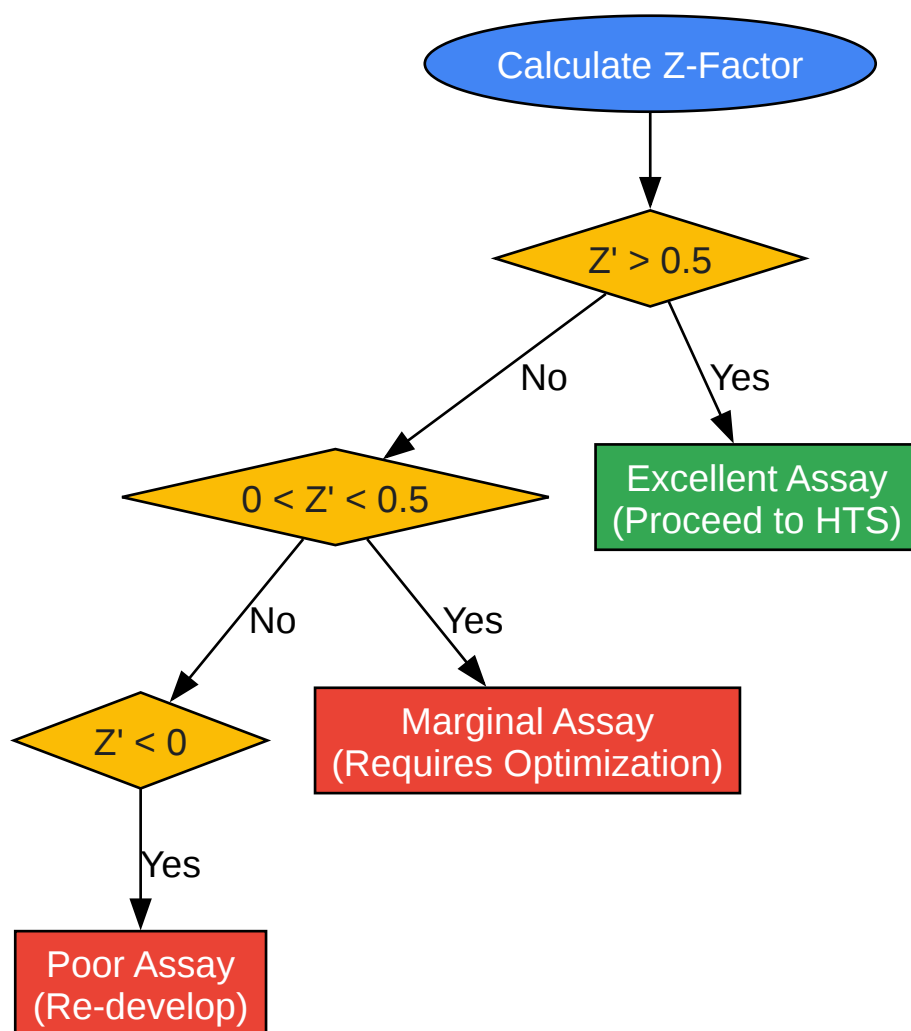 Calculate Z-Factor
Z' > 0.5
No
Yes
Excellent Assay
(Proceed to HTS)
0 < Z' < 0.5
No
Yes
Marginal Assay
(Requires Optimization)
Z' < 0
Yes
Poor Assay
(Re-develop)